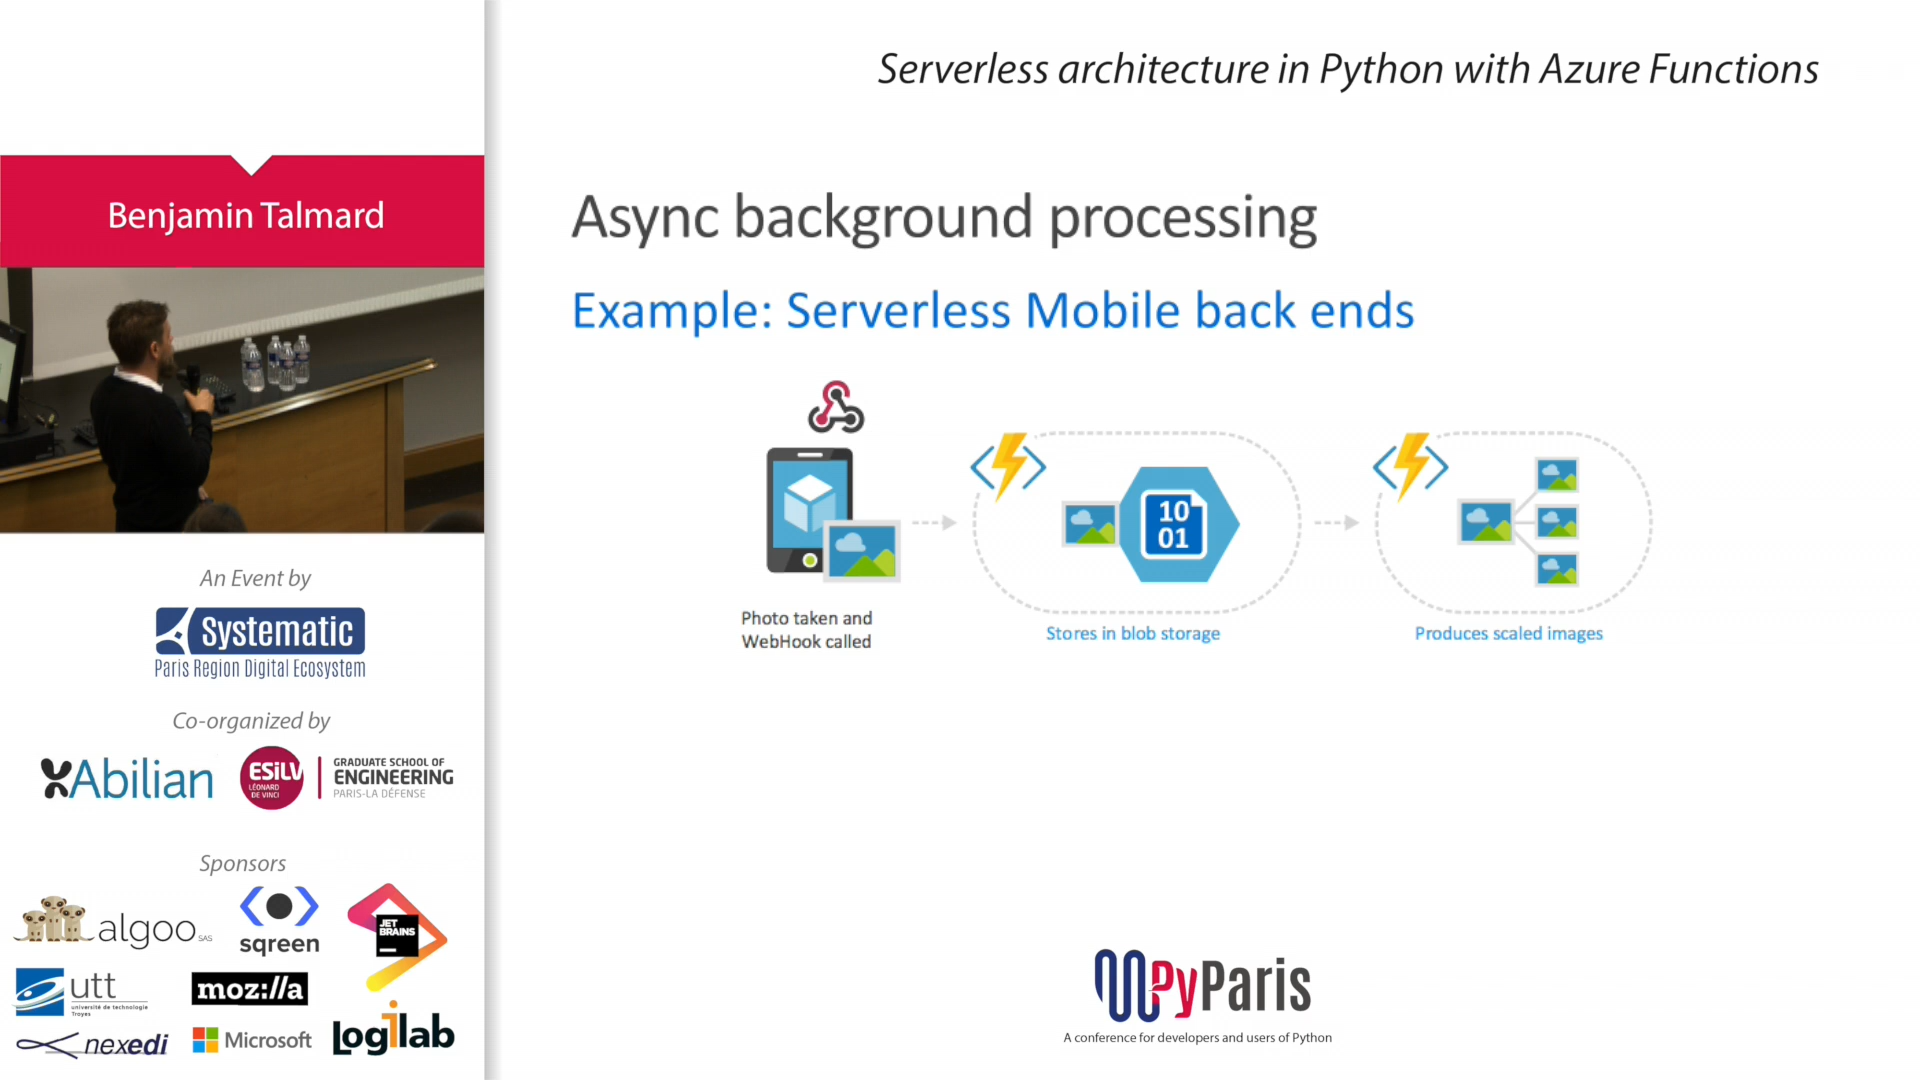 Serverless architecture in Python with Azure Functions
Benjamin Talmard
An Event by
Systematic
Paris Region Digital Ecosystem
Co-organized by
Abilian
ESILV
LÉONARD
DE VINCI
GRADUATE SCHOOL OF
ENGINEERING
PARIS-LA DÉFENSE
Sponsors
algoo SAS
sqreen
JET
BRAINS
utt
université de technologie
Troyes
moz://a
nexedi
Microsoft
logilab
Async background processing
Example: Serverless Mobile back ends
10
01
Photo taken and
WebHook called
Stores in blob storage
Produces scaled images
PyParis
A conference for developers and users of Python